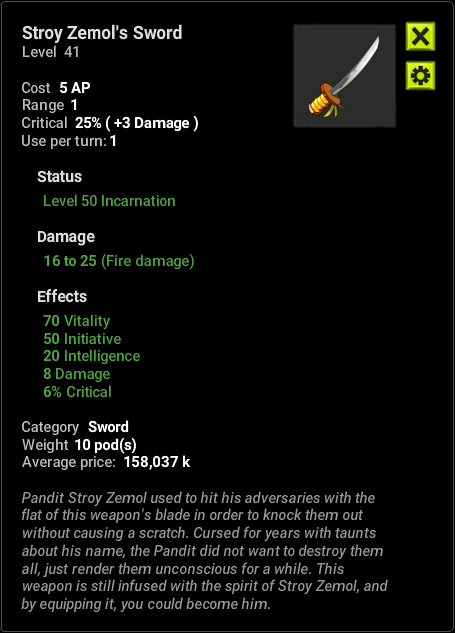 Stroy Zemol's Sword
Level 41
Cost 5 AP
Range 1
Critical 25% ( +3 Damage )
Use per turn: 1
Status
Level 50 Incarnation
Damage
16 to 25 (Fire damage)
Effects
70 Vitality
50 Initiative
20 Intelligence
8 Damage
6% Critical
Category Sword
Weight 10 pod(s)
Average price: 158,037 k
Pandit Stroy Zemol used to hit his adversaries with the
flat of this weapon's blade in order to knock them out
without causing a scratch. Cursed for years with taunts
about his name, the Pandit did not want to destroy them
all, just render them unconscious for a while. This
weapon is still infused with the spirit of Stroy Zemol, and
by equipping it, you could become him.